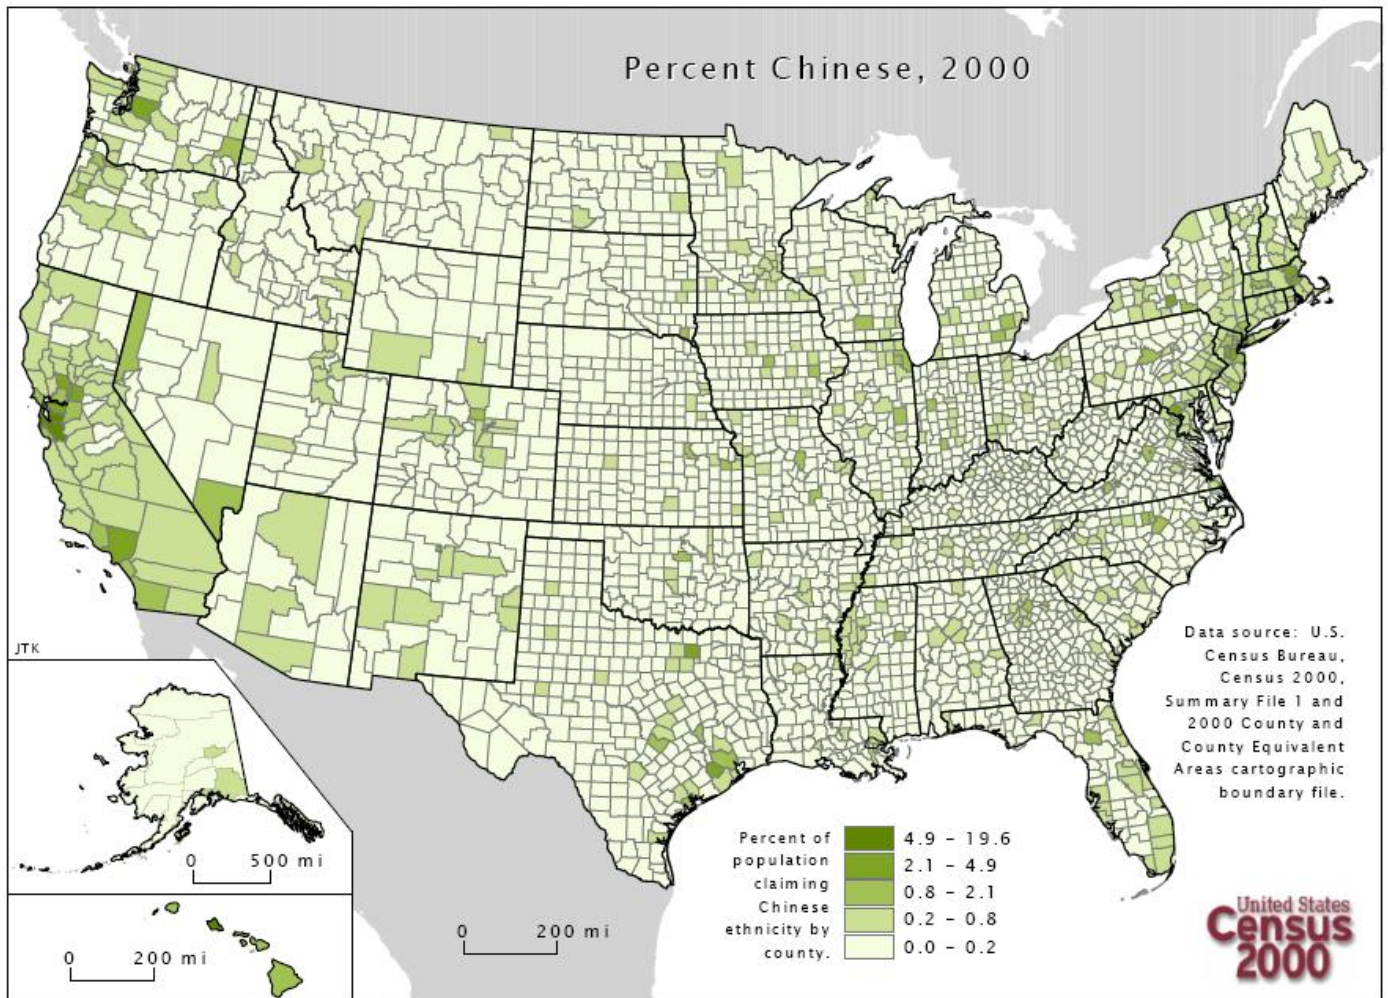 Percent Chinese, 2000
JTK
Data source: U.S.
Census Bureau,
Census 2000,
Summary File 1 and
2000 County and
County Equivalent
Areas cartographic
boundary file.
0 500 mi
0 200 mi
0 200 mi
Percent of
population
claiming
Chinese
ethnicity by
county.
4.9 – 19.6
2.1 – 4.9
0.8 – 2.1
0.2 – 0.8
0.0 – 0.2
United States
Census
2000